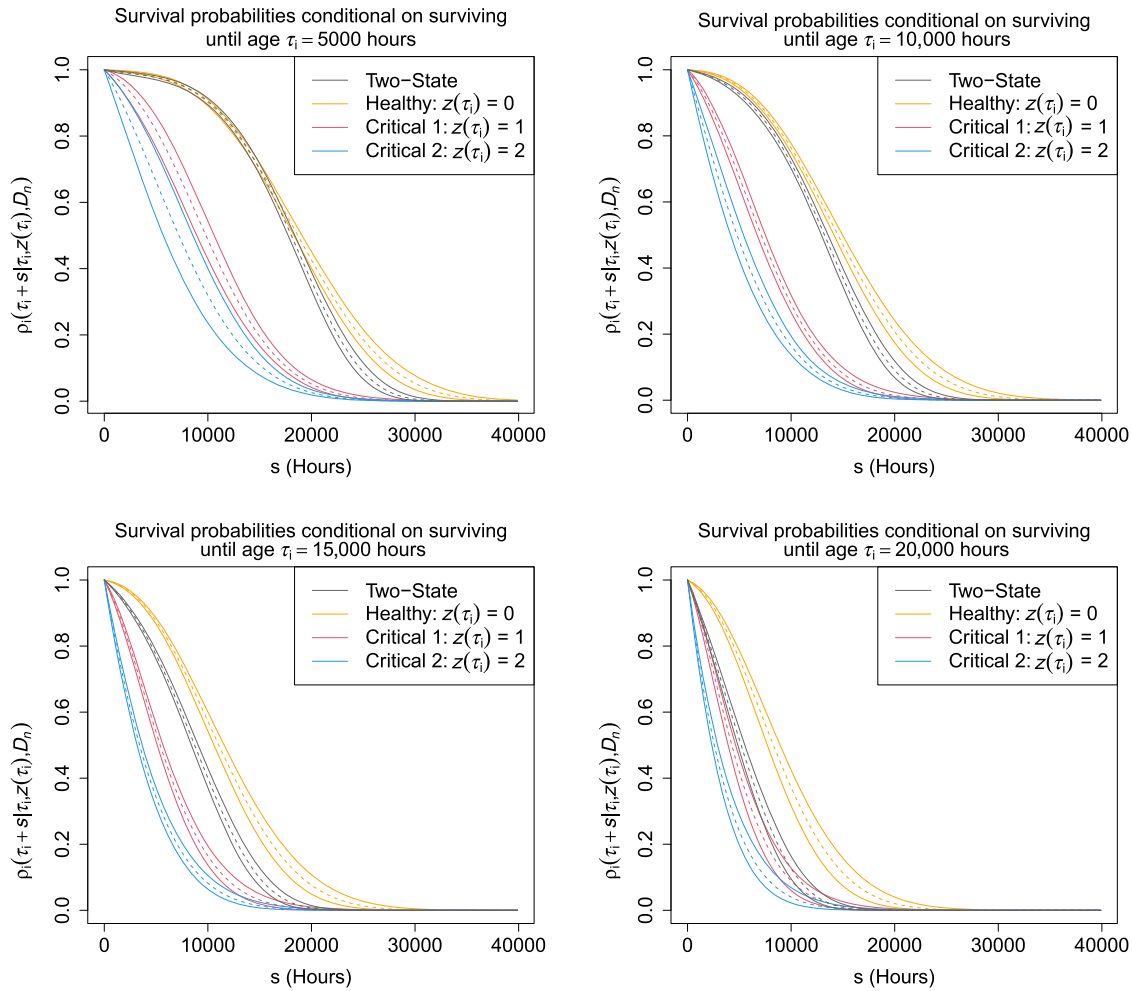 Survival probabilities conditional on surviving
until age τi = 5000 hours
Two−State
Healthy: z(τi) = 0
Critical 1: z(τi) = 1
Critical 2: z(τi) = 2
ρi(τi + s|τi,z(τi),Dn)
1.0
0.8
0.6
0.4
0.2
0.0
0 10000 20000 30000 40000
s (Hours)
Survival probabilities conditional on surviving
until age τi = 10,000 hours
Two−State
Healthy: z(τi) = 0
Critical 1: z(τi) = 1
Critical 2: z(τi) = 2
ρi(τi + s|τi,z(τi),Dn)
1.0
0.8
0.6
0.4
0.2
0.0
0 10000 20000 30000 40000
s (Hours)
Survival probabilities conditional on surviving
until age τi = 15,000 hours
Two−State
Healthy: z(τi) = 0
Critical 1: z(τi) = 1
Critical 2: z(τi) = 2
ρi(τi + s|τi,z(τi),Dn)
1.0
0.8
0.6
0.4
0.2
0.0
0 10000 20000 30000 40000
s (Hours)
Survival probabilities conditional on surviving
until age τi = 20,000 hours
Two−State
Healthy: z(τi) = 0
Critical 1: z(τi) = 1
Critical 2: z(τi) = 2
ρi(τi + s|τi,z(τi),Dn)
1.0
0.8
0.6
0.4
0.2
0.0
0 10000 20000 30000 40000
s (Hours)